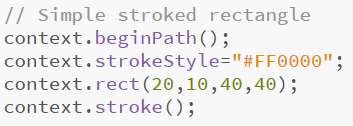 // Simple stroked rectangle
context.beginPath();
context.strokeStyle="#FF0000";
context.rect(20,10,40,40);
context.stroke();